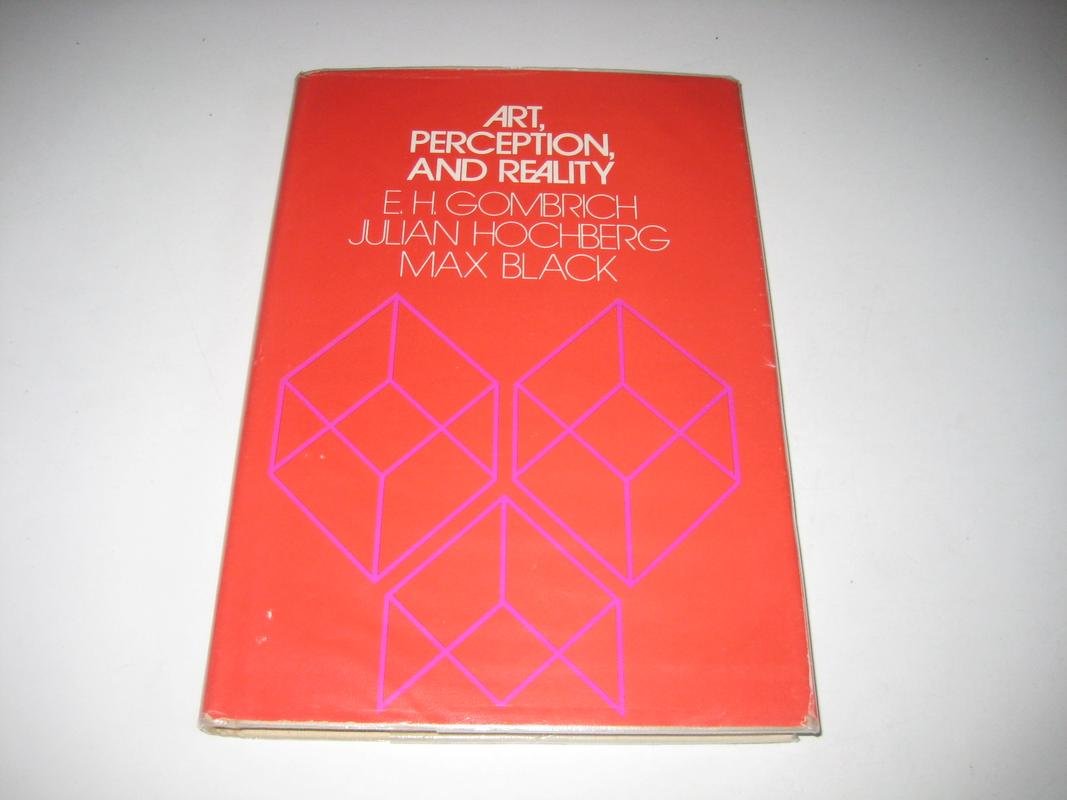 ART,
PERCEPTION,
AND REALITY
E. H. GOMBRICH
JULIAN HOCHBERG
MAX BLACK